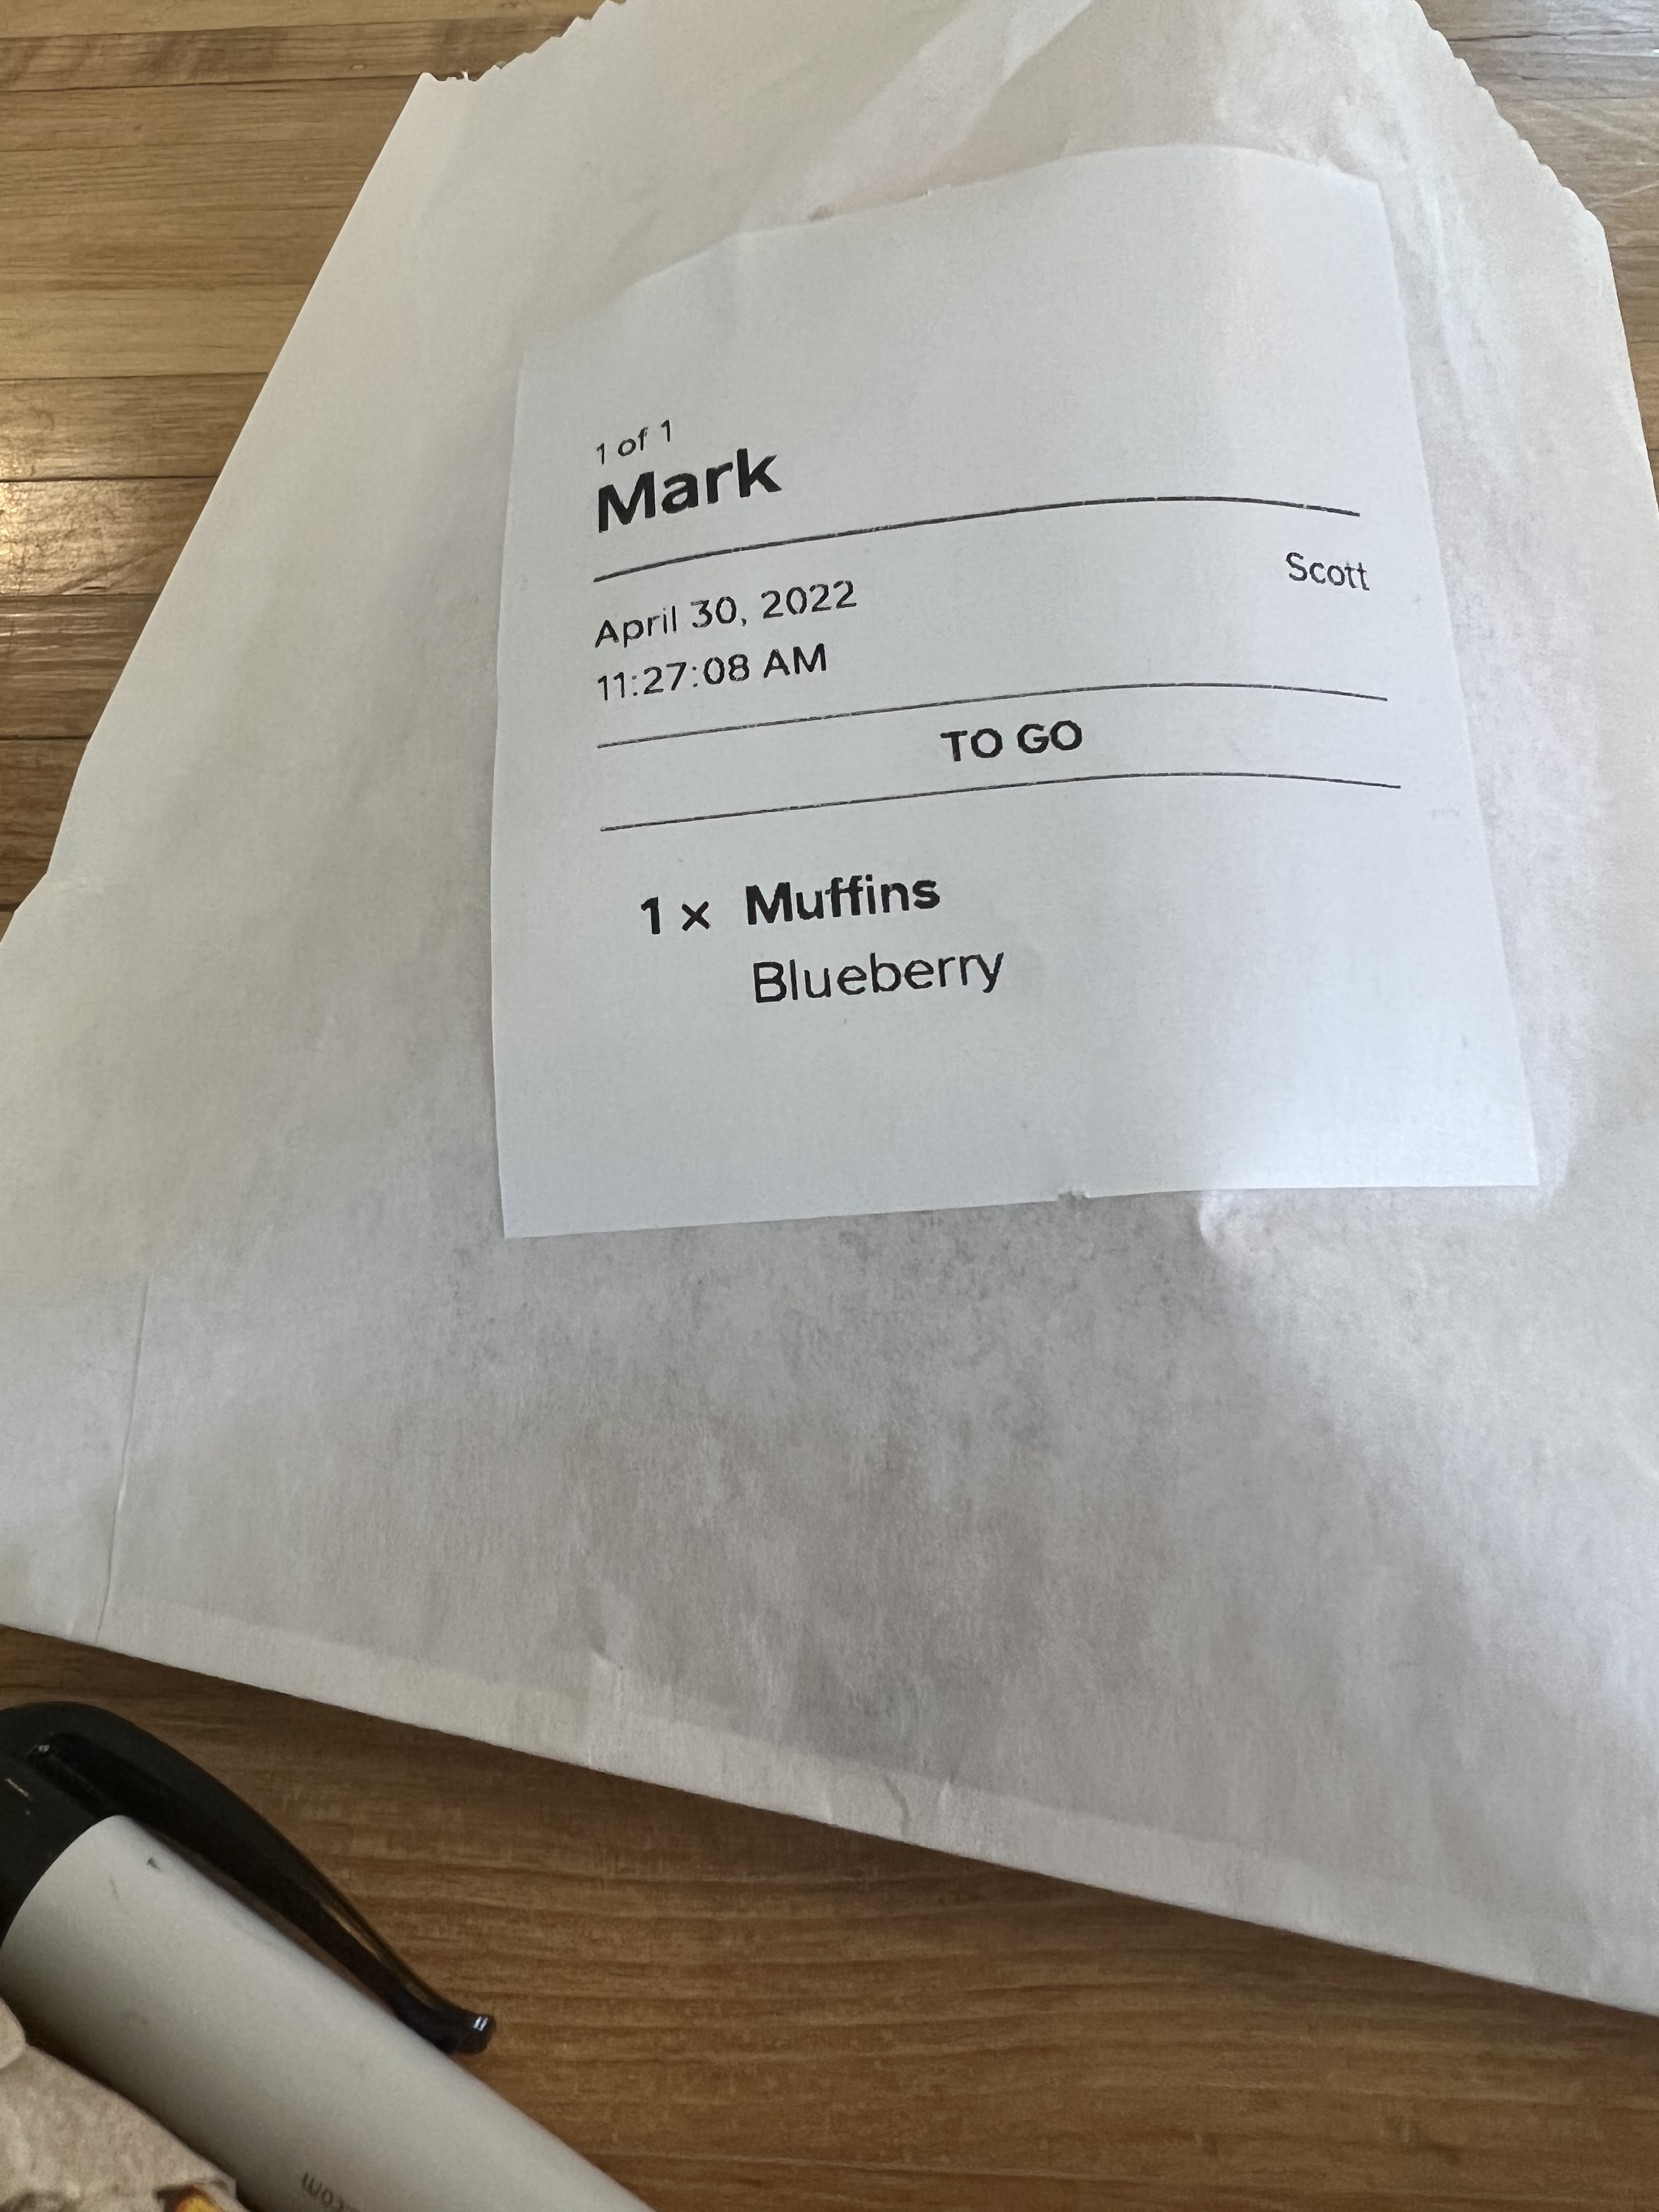 1 of 1
Mark
April 30, 2022 Scott
11:27:08 AM
TO GO
1 × Muffins
Blueberry